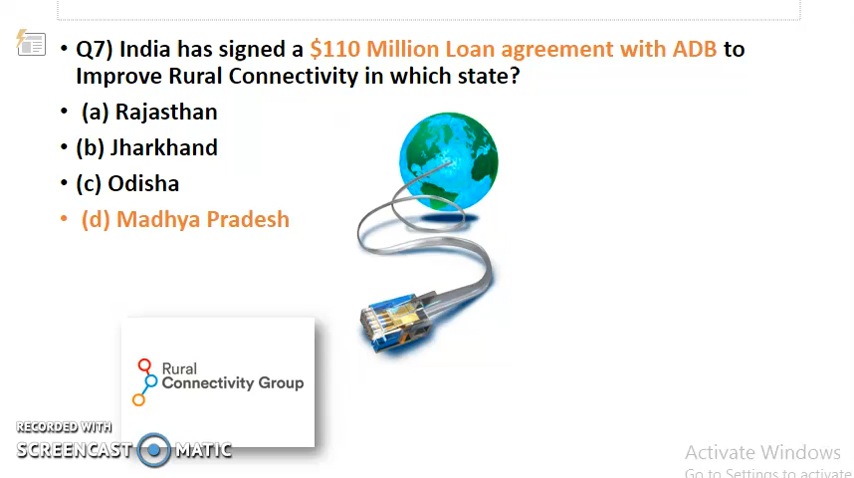 • Q7) India has signed a $110 Million Loan agreement with ADB to
Improve Rural Connectivity in which state?
• (a) Rajasthan
• (b) Jharkhand
• (c) Odisha
• (d) Madhya Pradesh
Rural
Connectivity Group
RECORDED WITH
SCREENCAST MATIC
Activate Windows
Go to Settings to activate